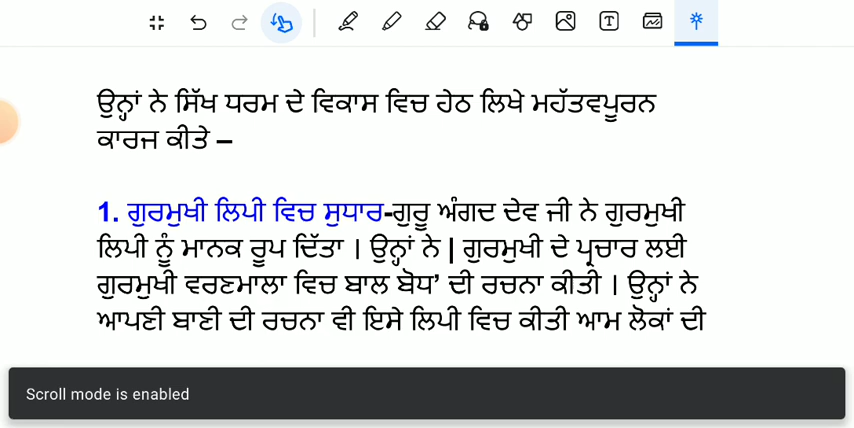 ਉਨ੍ਹਾਂ ਨੇ ਸਿੱਖ ਧਰਮ ਦੇ ਵਿਕਾਸ ਵਿਚ ਹੇਠ ਲਿਖੇ ਮਹੱਤਵਪੂਰਨ
ਕਾਰਜ ਕੀਤੇ –
1. ਗੁਰਮੁਖੀ ਲਿਪੀ ਵਿਚ ਸੁਧਾਰ-ਗੁਰੂ ਅੰਗਦ ਦੇਵ ਜੀ ਨੇ ਗੁਰਮੁਖੀ
ਲਿਪੀ ਨੂੰ ਮਾਨਕ ਰੂਪ ਦਿੱਤਾ । ਉਨ੍ਹਾਂ ਨੇ | ਗੁਰਮੁਖੀ ਦੇ ਪ੍ਰਚਾਰ ਲਈ
ਗੁਰਮੁਖੀ ਵਰਣਮਾਲਾ ਵਿਚ ਬਾਲ ਬੋਧ’ ਦੀ ਰਚਨਾ ਕੀਤੀ । ਉਨ੍ਹਾਂ ਨੇ
ਆਪਣੀ ਬਾਣੀ ਦੀ ਰਚਨਾ ਵੀ ਇਸੇ ਲਿਪੀ ਵਿਚ ਕੀਤੀ ਆਮ ਲੋਕਾਂ ਦੀ
Scroll mode is enabled